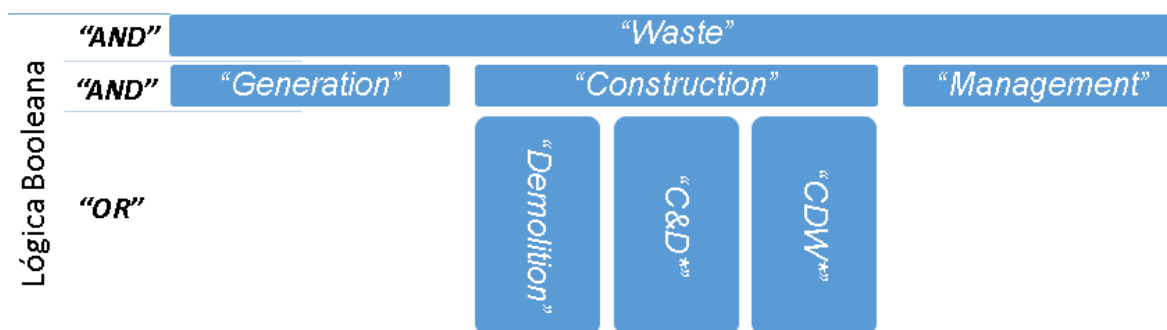 Lógica Booleana
“AND” “Waste”
“AND” “Generation” “Construction” “Management”
“OR” “Demolition” “C&D*” “CDW*”